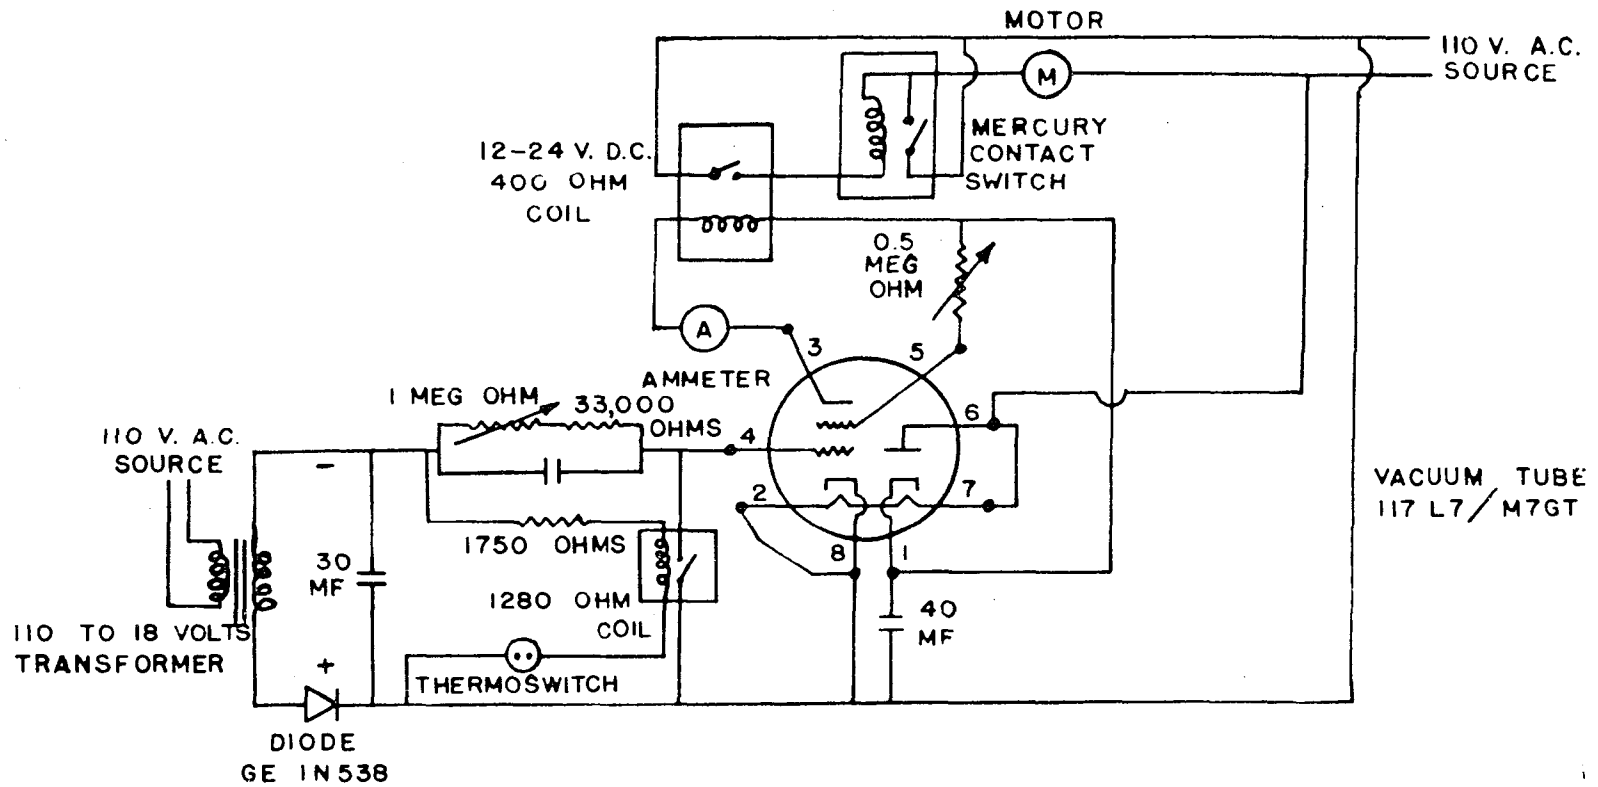 MOTOR
110 V. A.C.
SOURCE
M
12-24 V. D.C.
400 OHM
COIL
MERCURY
CONTACT
SWITCH
0.5
MEG
OHM
A
3
5
AMMETER
1 MEG OHM
33,000
OHMS
4
6
110 V. A.C.
SOURCE
-
2
7
VACUUM TUBE
117 L7/M7GT
1750 OHMS
8
1
30
MF
1280 OHM
COIL
40
MF
110 TO 18 VOLTS
TRANSFORMER
+
THERMOSWITCH
DIODE
GE 1N538